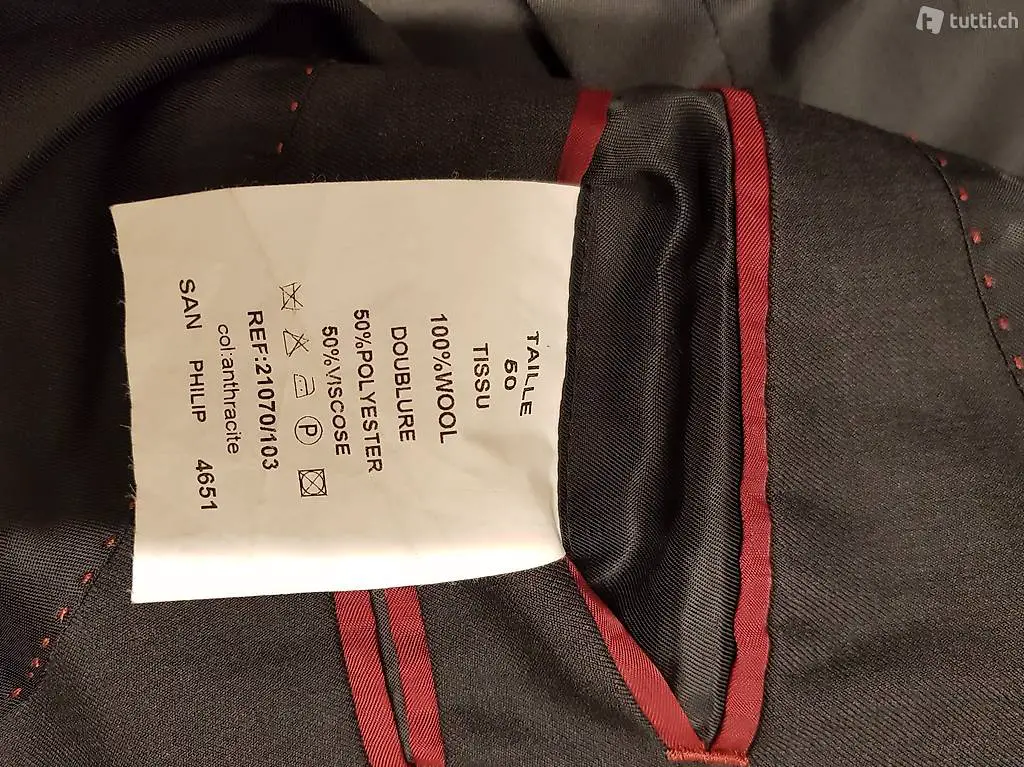 tutti.ch
TAILLE
50
TISSU
100%WOOL
DOUBLURE
50%POLYESTER
50%VISCOSE
P
REF:21070/103
col:anthracite
SAN PHILIP 4651